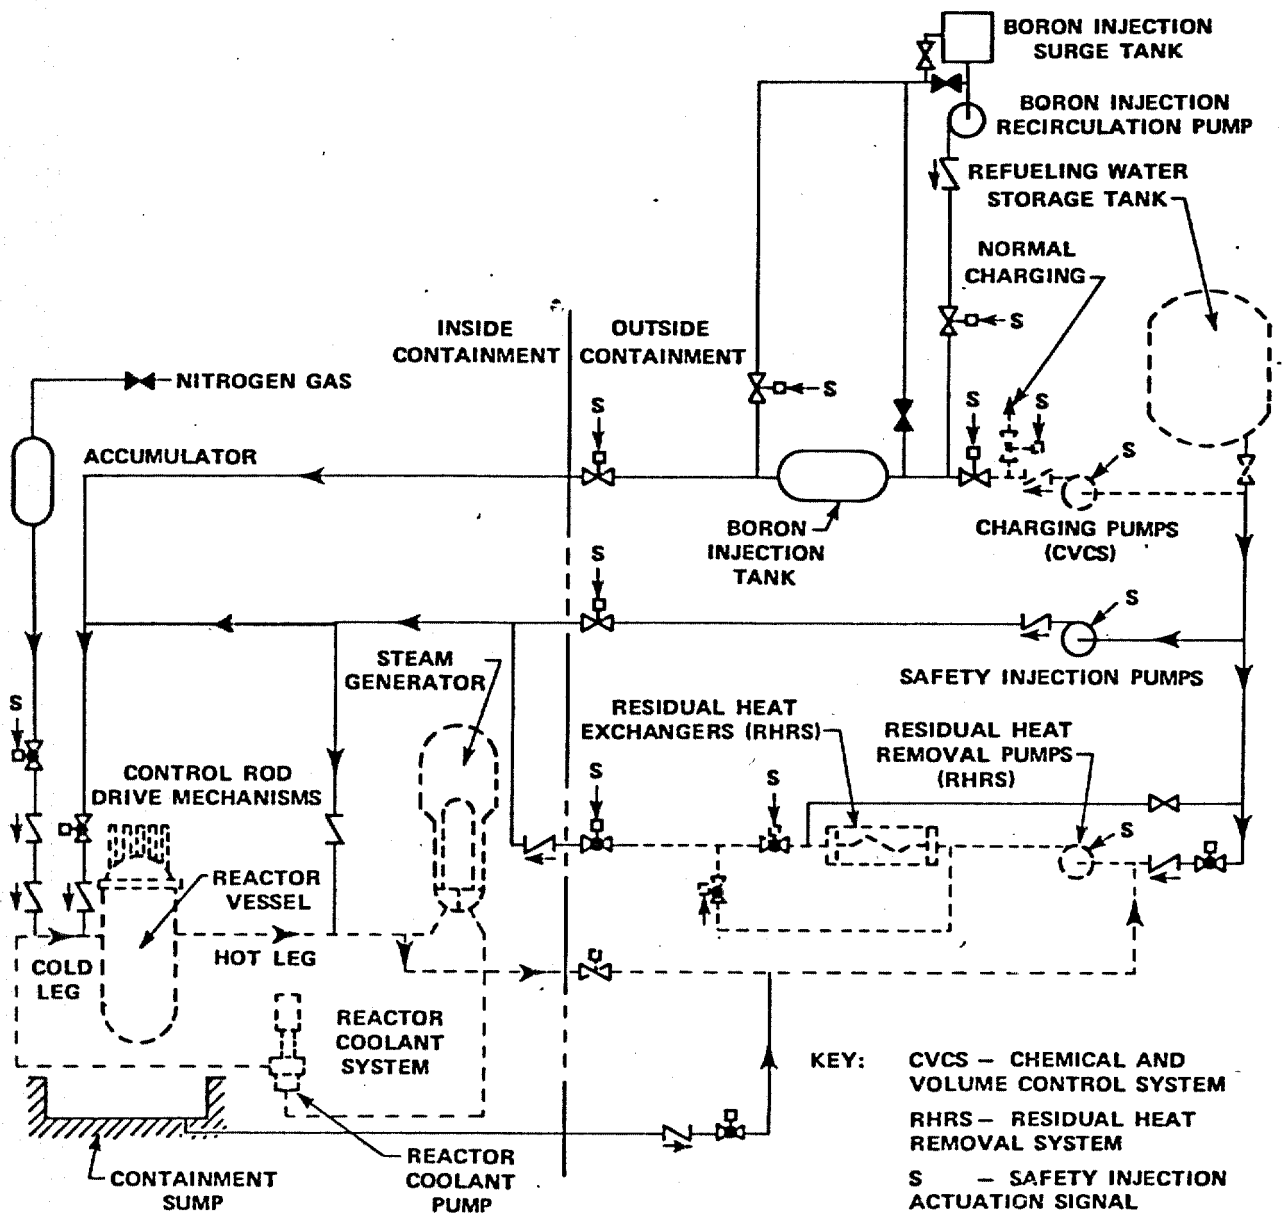 BORON INJECTION
SURGE TANK
BORON INJECTION
RECIRCULATION PUMP
REFUELING WATER
STORAGE TANK
NORMAL
CHARGING
S
INSIDE
CONTAINMENT
OUTSIDE
CONTAINMENT
NITROGEN GAS
S
S
S
S
ACCUMULATOR
S
BORON
INJECTION
TANK
CHARGING PUMPS
(CVCS)
S
S
STEAM
GENERATOR
SAFETY INJECTION PUMPS
S
RESIDUAL HEAT
EXCHANGERS (RHRS)
RESIDUAL HEAT
REMOVAL PUMPS
(RHRS)
CONTROL ROD
DRIVE MECHANISMS
S
S
S
REACTOR
VESSEL
HOT LEG
COLD
LEG
REACTOR
COOLANT
SYSTEM
KEY: CVCS – CHEMICAL AND
VOLUME CONTROL SYSTEM
RHRS – RESIDUAL HEAT
REMOVAL SYSTEM
S – SAFETY INJECTION
ACTUATION SIGNAL
CONTAINMENT
SUMP
REACTOR
COOLANT
PUMP